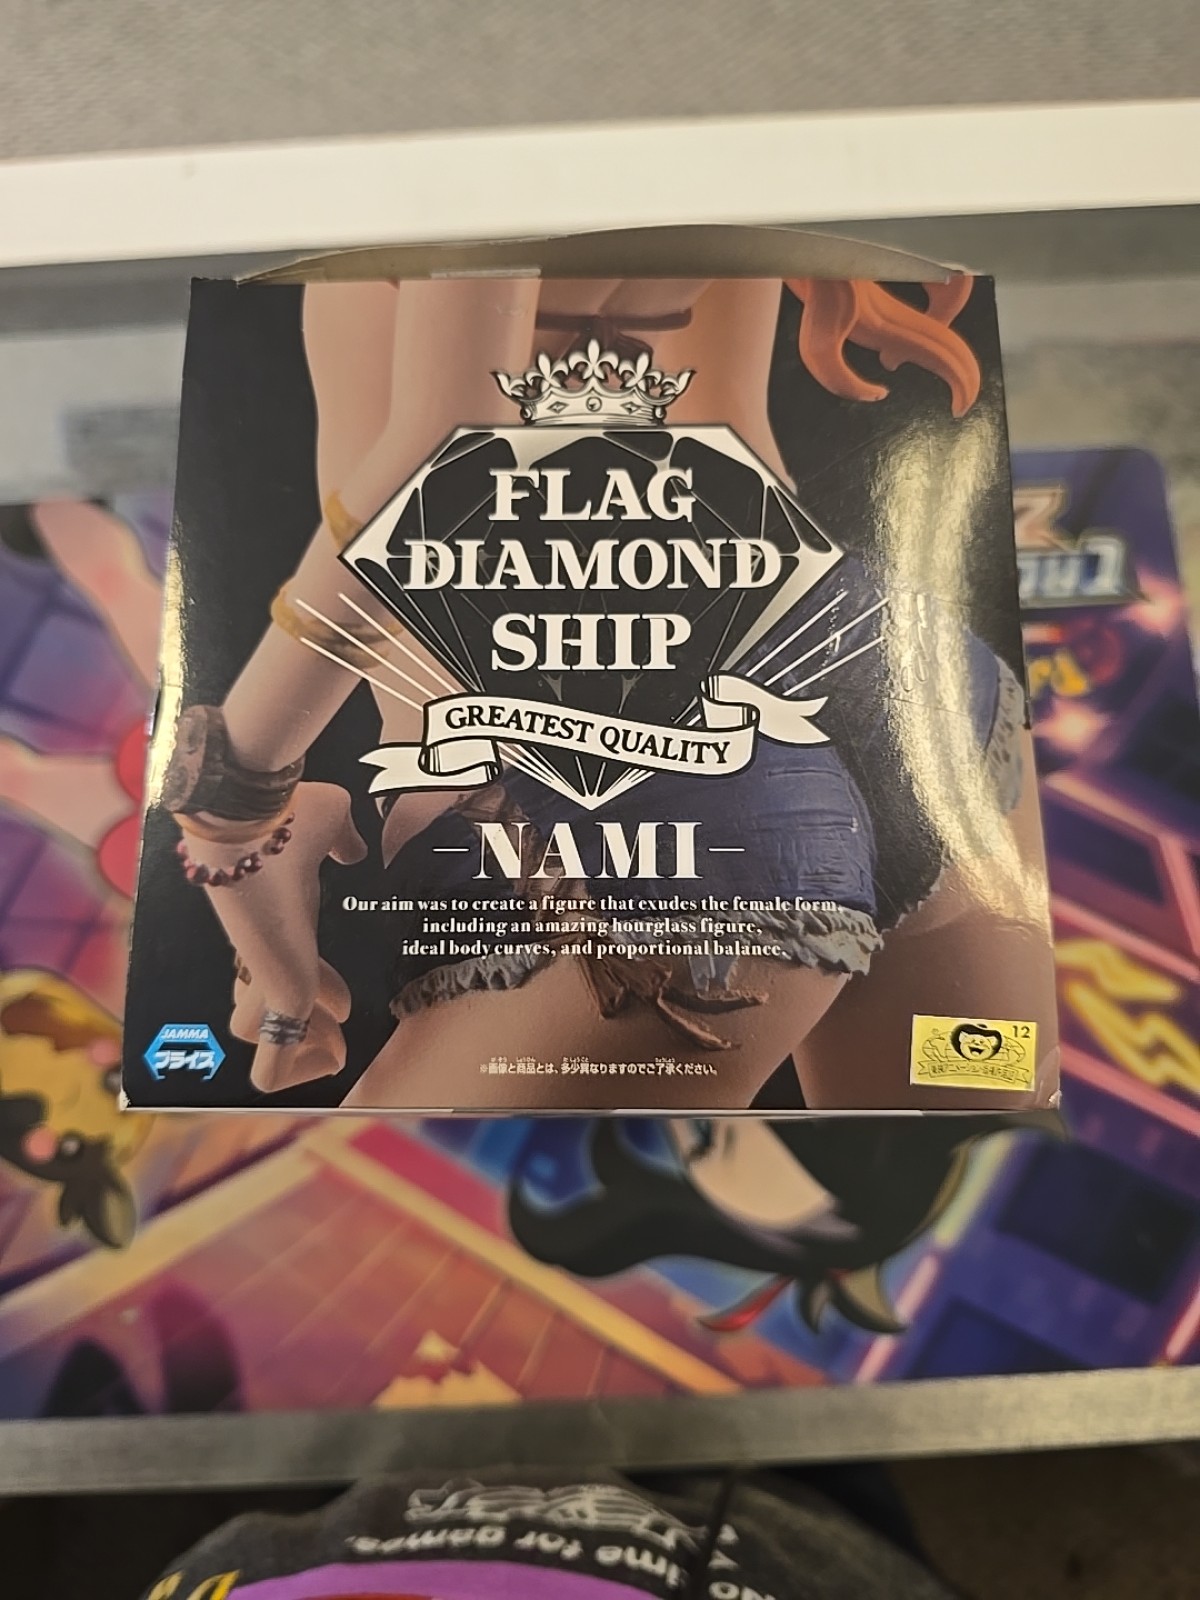 FLAG
DIAMOND
SHIP
GREATEST QUALITY
-NAMI-
Our aim was to create a figure that exudes the female form,
including an amazing hourglass figure,
ideal body curves, and proportional balance.
JAMMA
プライズ
※画像と商品とは、多少異なりますのでご了承ください。
12
time for games.